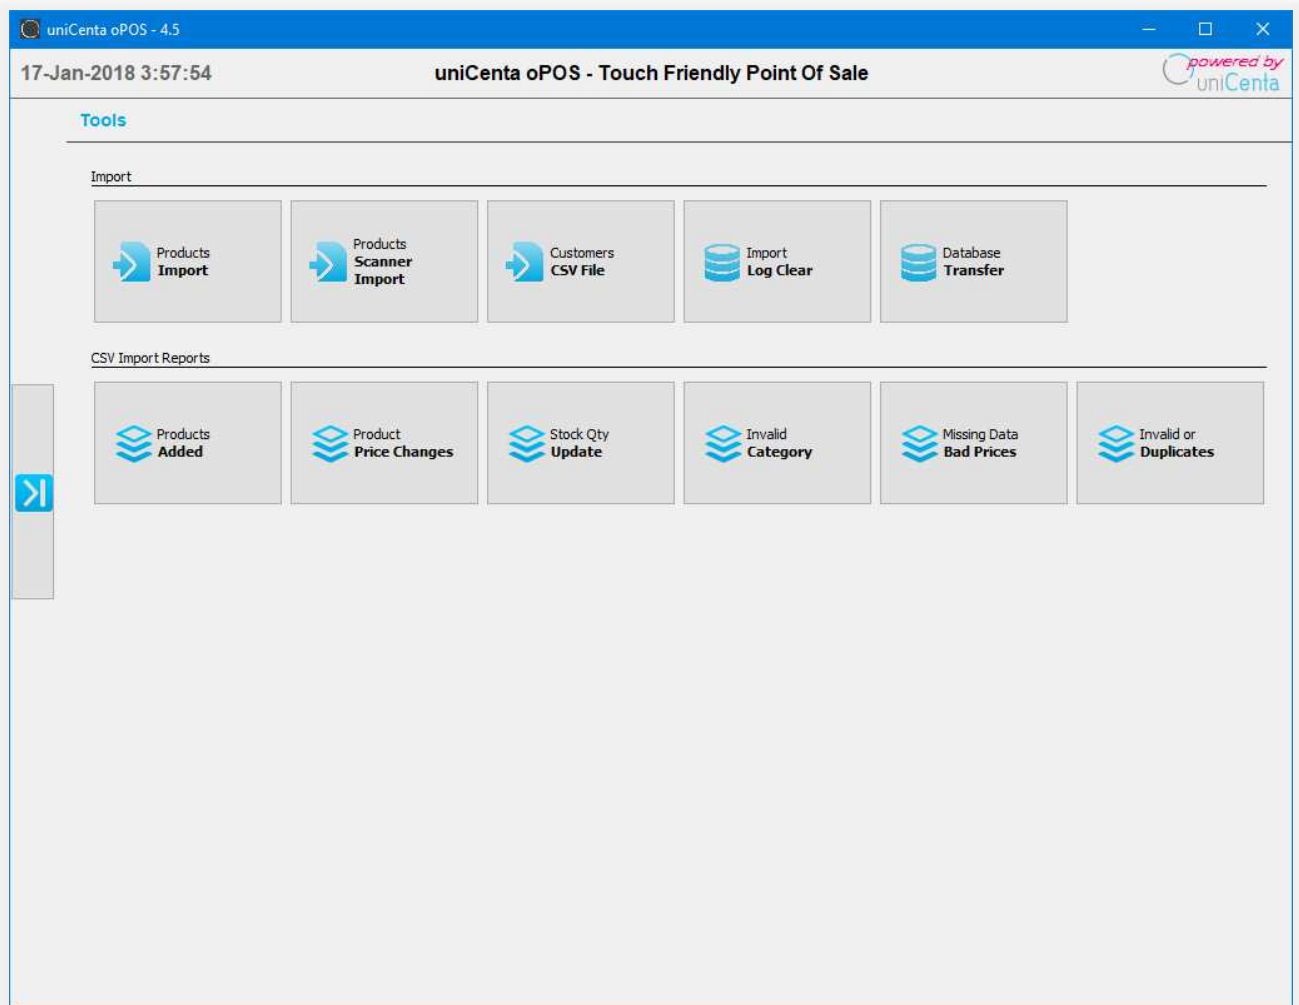 uniCenta oPOS - 4.5
17-Jan-2018 3:57:54
uniCenta oPOS - Touch Friendly Point Of Sale
powered by
uniCenta
Tools
Import
Products
Import
Products
Scanner
Import
Customers
CSV File
Import
Log Clear
Database
Transfer
CSV Import Reports
Products
Added
Product
Price Changes
Stock Qty
Update
Invalid
Category
Missing Data
Bad Prices
Invalid or
Duplicates